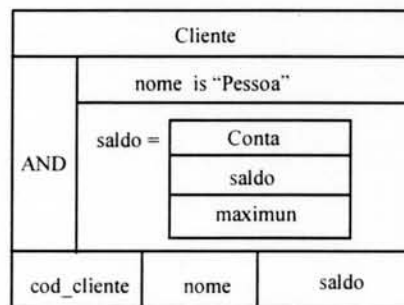 Cliente
nome is “Pessoa”
AND
saldo =
Conta
saldo
maximun
cod_cliente
nome
saldo